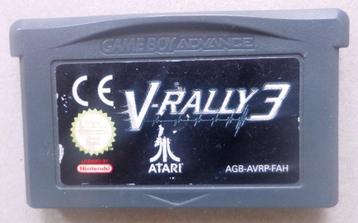 GAME BOY ADVANCE
CE
V-RALLY 3
ATARI
LICENSED BY
Nintendo
AGB-AVRP-FAH